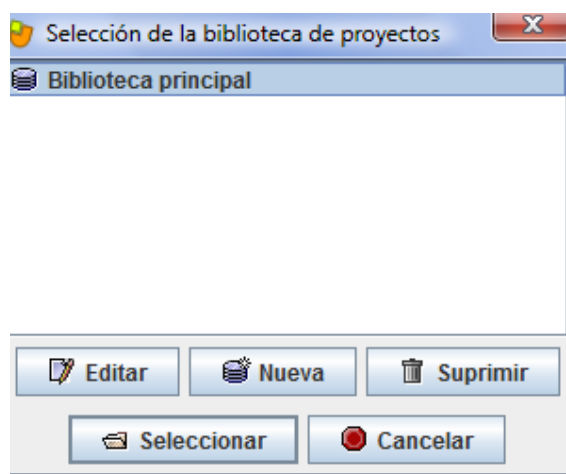 Selección de la biblioteca de proyectos
Biblioteca principal
Editar Nueva Suprimir
Seleccionar Cancelar